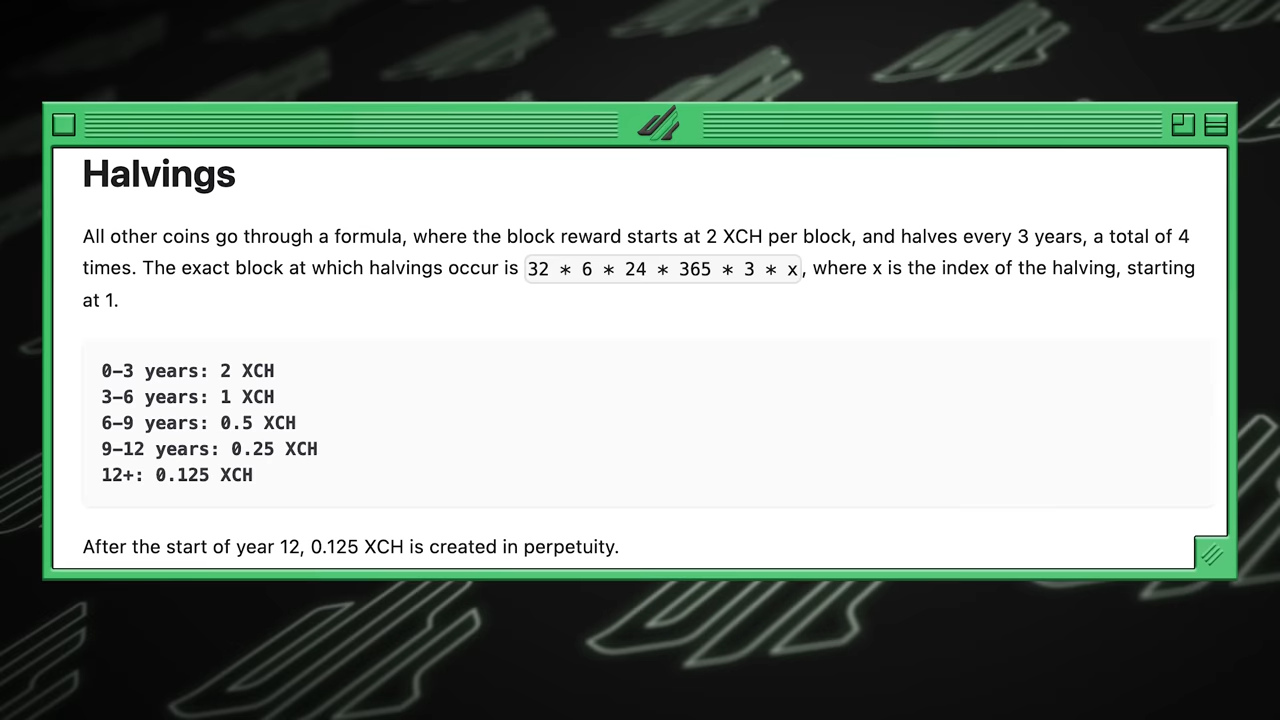 Halvings
All other coins go through a formula, where the block reward starts at 2 XCH per block, and halves every 3 years, a total of 4
times. The exact block at which halvings occur is 32 * 6 * 24 * 365 * 3 * x, where x is the index of the halving, starting
at 1.
0–3 years: 2 XCH
3–6 years: 1 XCH
6–9 years: 0.5 XCH
9–12 years: 0.25 XCH
12+: 0.125 XCH
After the start of year 12, 0.125 XCH is created in perpetuity.